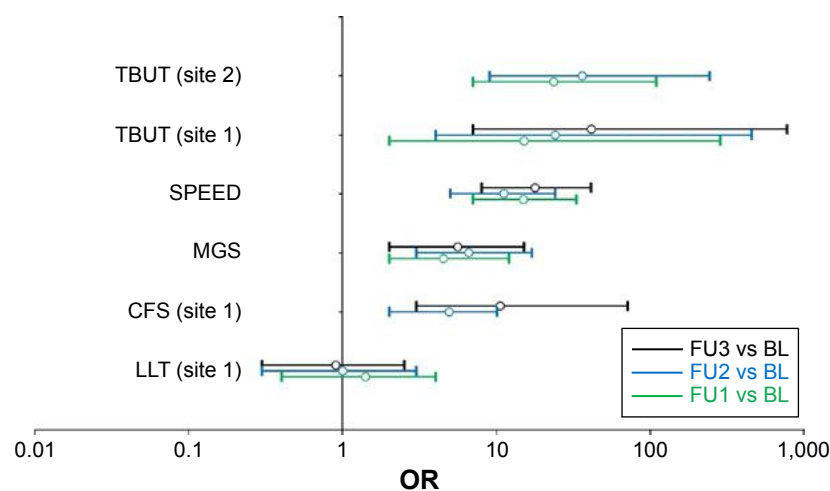 TBUT (site 2)
TBUT (site 1)
SPEED
MGS
CFS (site 1)
LLT (site 1)
FU3 vs BL
FU2 vs BL
FU1 vs BL
0.01 0.1 1 10 100 1,000
OR